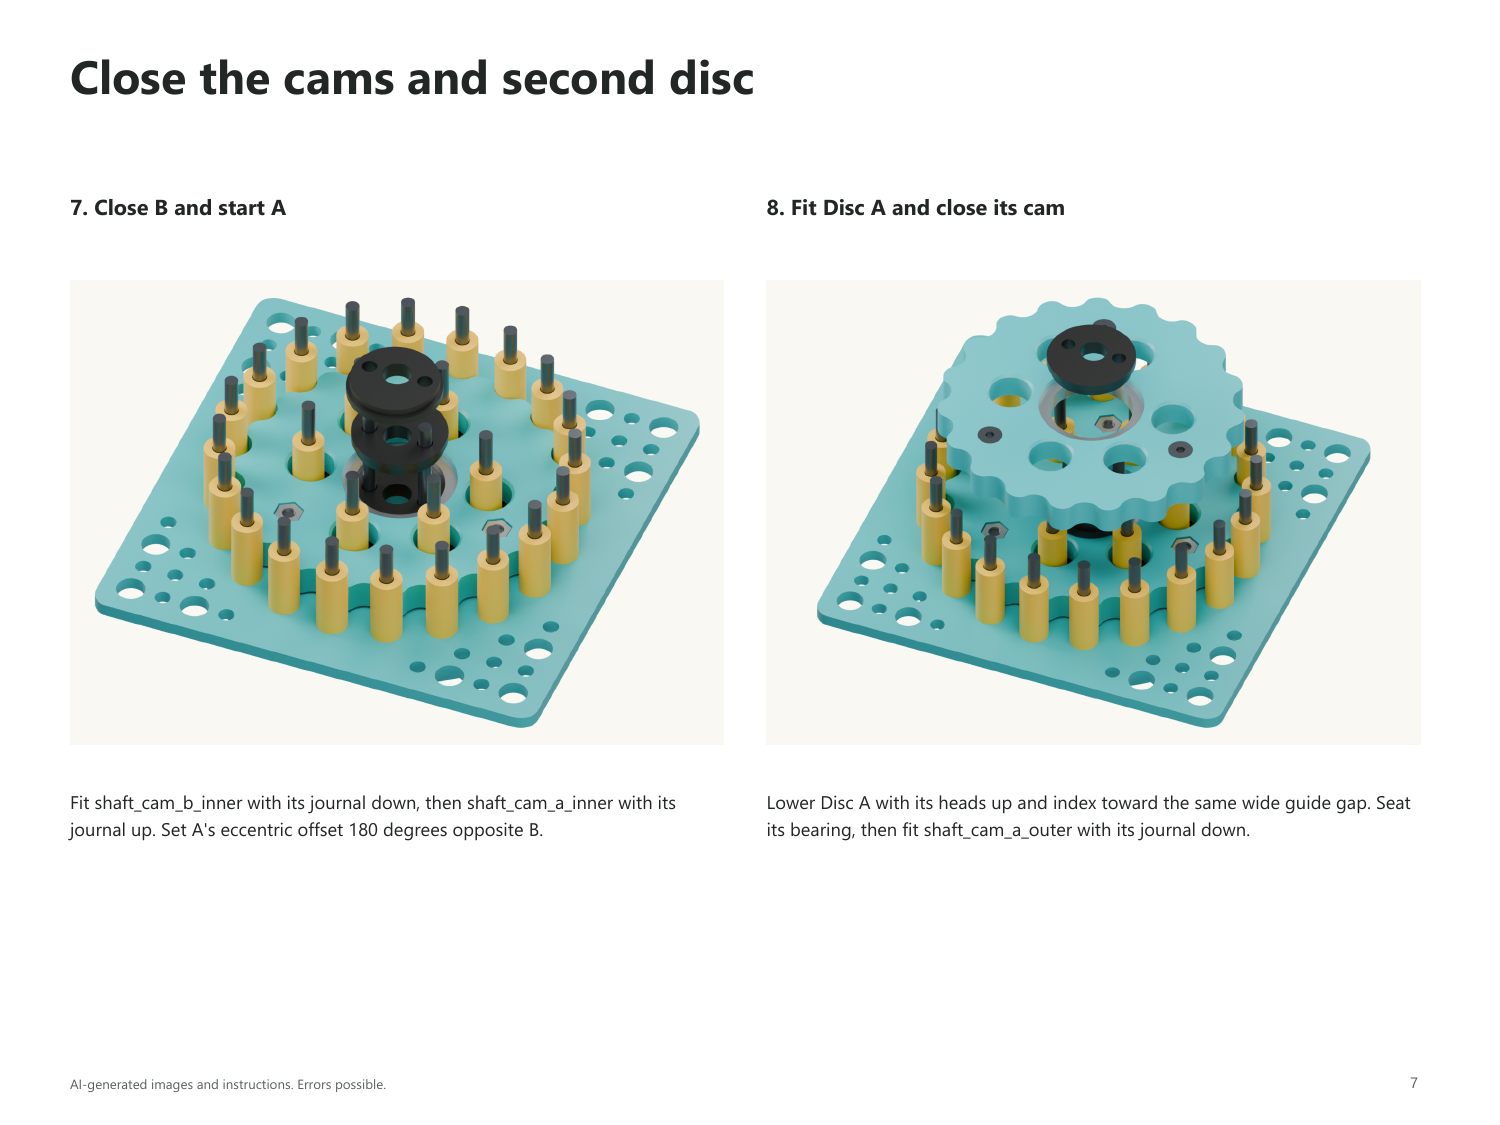 Close the cams and second disc
7. Close B and start A
8. Fit Disc A and close its cam
Fit shaft_cam_b_inner with its journal down, then shaft_cam_a_inner with its
journal up. Set A's eccentric offset 180 degrees opposite B.
Lower Disc A with its heads up and index toward the same wide guide gap. Seat
its bearing, then fit shaft_cam_a_outer with its journal down.
AI-generated images and instructions. Errors possible.
7